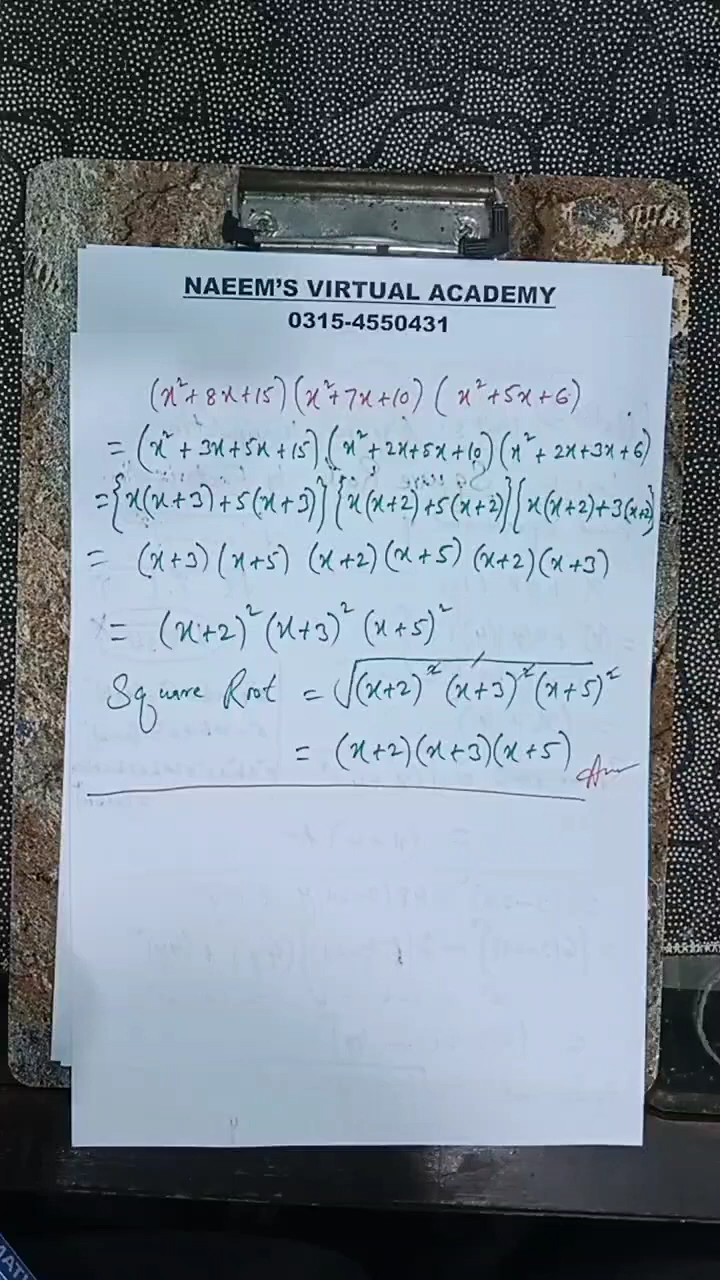 NAEEM'S VIRTUAL ACADEMY
0315-4550431
(x²+8x+15)(x²+7x+10)(x²+5x+6)
=(x²+3x+5x+15)(x²+2x+5x+10)(x²+2x+3x+6)
={x(x+3)+5(x+3)}{x(x+2)+5(x+2)}{x(x+2)+3(x+2)}
= (x+3)(x+5)(x+2)(x+5)(x+2)(x+3)
= (x+2)²(x+3)²(x+5)²
Square Root = √(x+2)²(x+3)²(x+5)²
= (x+2)(x+3)(x+5) Ans